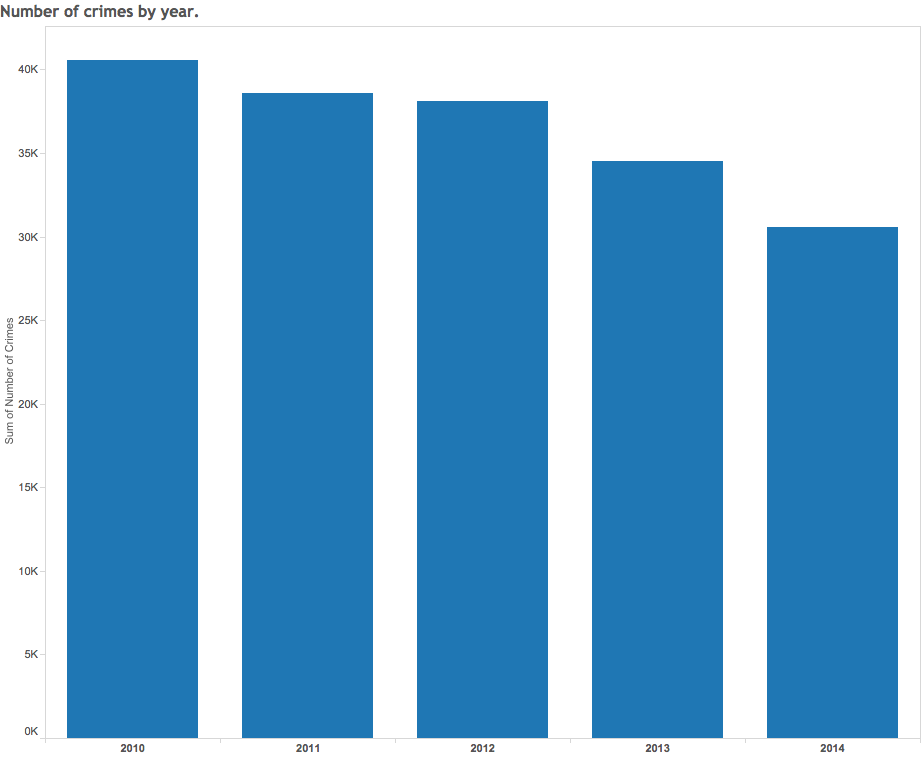 Number of crimes by year.
Sum of Number of Crimes
40K
35K
30K
25K
20K
15K
10K
5K
0K
2010 2011 2012 2013 2014